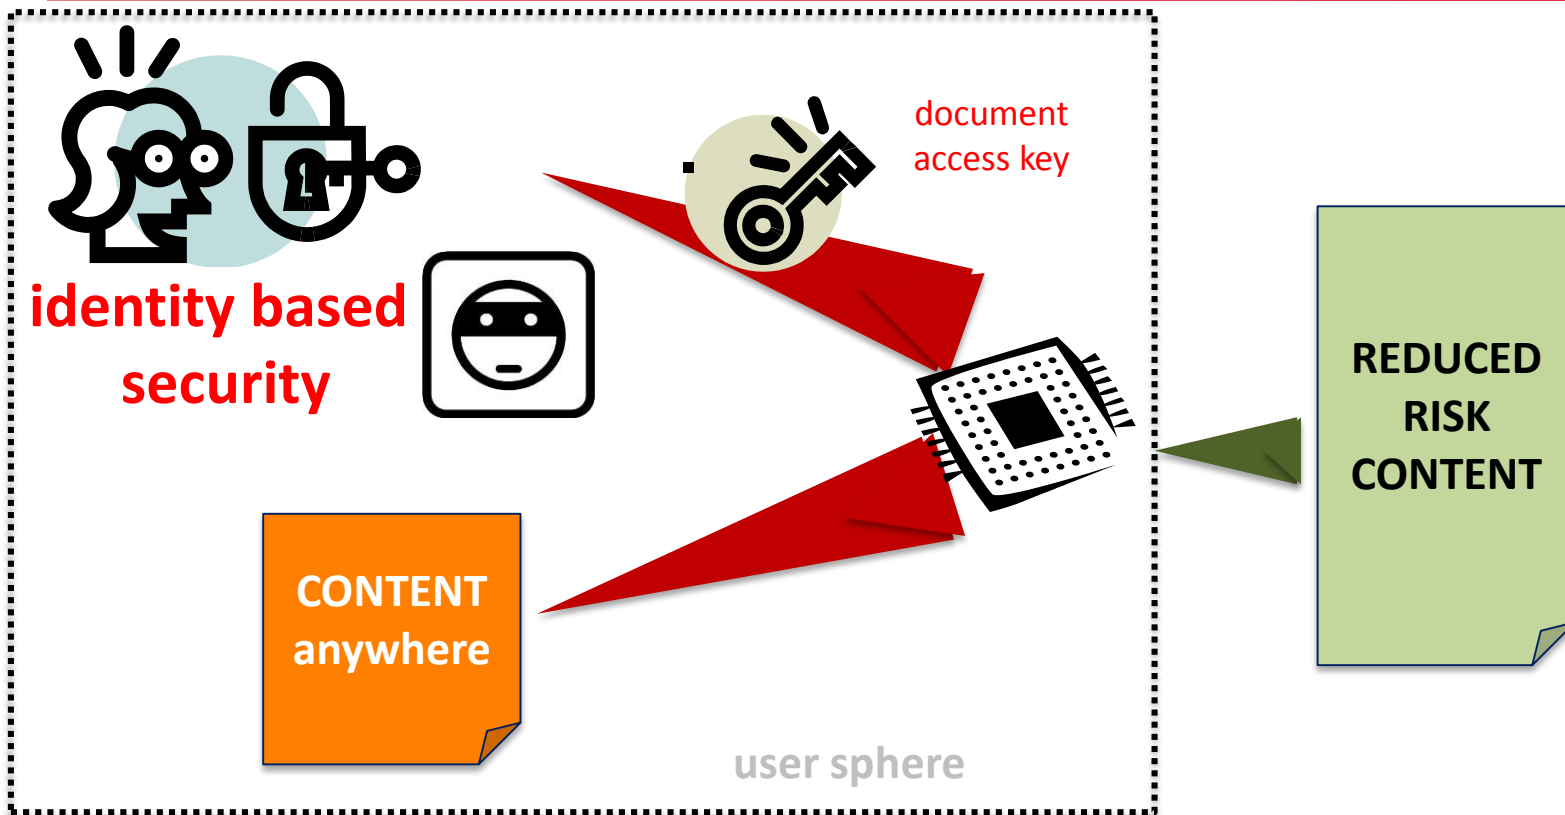 document
access key
identity based
security
REDUCED
RISK
CONTENT
CONTENT
anywhere
user sphere